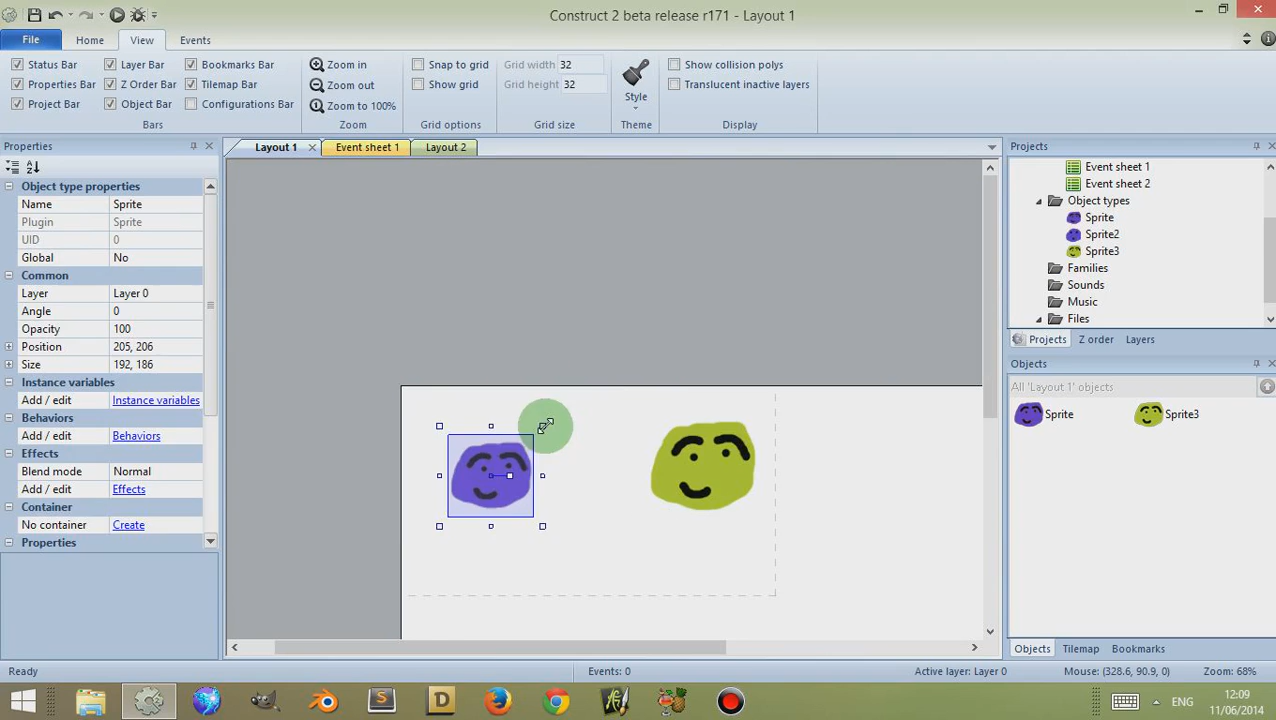 Construct 2 beta release r171 - Layout 1
File Home View Events
Status Bar Layer Bar Bookmarks Bar Zoom in Snap to grid Grid width 32 Show collision polys
Properties Bar Z Order Bar Tilemap Bar Zoom out Show grid Grid height 32 Style Translucent inactive layers
Project Bar Object Bar Configurations Bar Zoom to 100%
Bars Zoom Grid options Grid size Theme Display
Properties
Layout 1 Event sheet 1 Layout 2
Object type properties
Name Sprite
Plugin Sprite
UID 0
Global No
Common
Layer Layer 0
Angle 0
Opacity 100
Position 205, 206
Size 192, 186
Instance variables
Add / edit Instance variables
Behaviors
Add / edit Behaviors
Effects
Blend mode Normal
Add / edit Effects
Container
No container Create
Properties
Projects
Event sheet 1
Event sheet 2
Object types
Sprite
Sprite2
Sprite3
Families
Sounds
Music
Files
Projects Z order Layers
Objects
All 'Layout 1' objects
Sprite Sprite3
Objects Tilemap Bookmarks
Ready Events: 0 Active layer: Layer 0 Mouse: (328.6, 90.9, 0) Zoom: 68%
S D ENG 12:09
11/06/2014